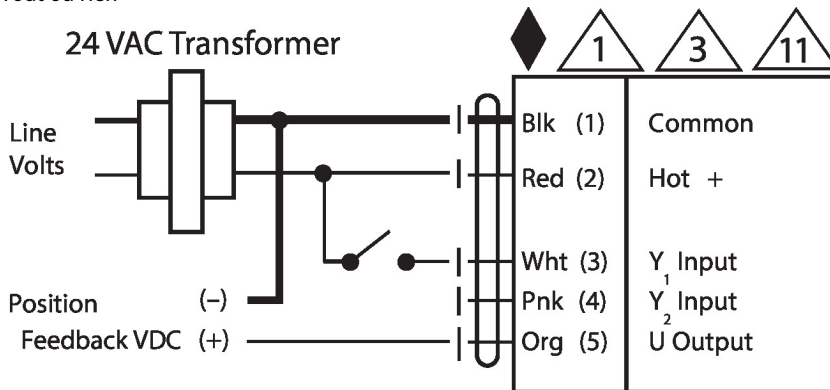 24 VAC Transformer
1 3 11
Line
Volts
Blk (1) Common
Red (2) Hot +
Wht (3) Y1 Input
Pnk (4) Y2 Input
Org (5) U Output
Position (–)
Feedback VDC (+)